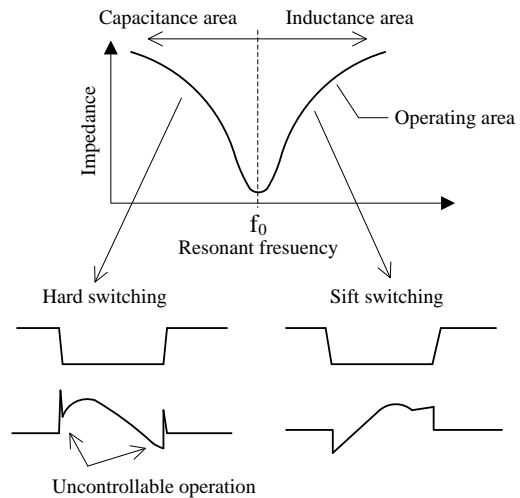 Capacitance area
Inductance area
Impedance
Operating area
f0
Resonant fresuency
Hard switching
Sift switching
Uncontrollable operation